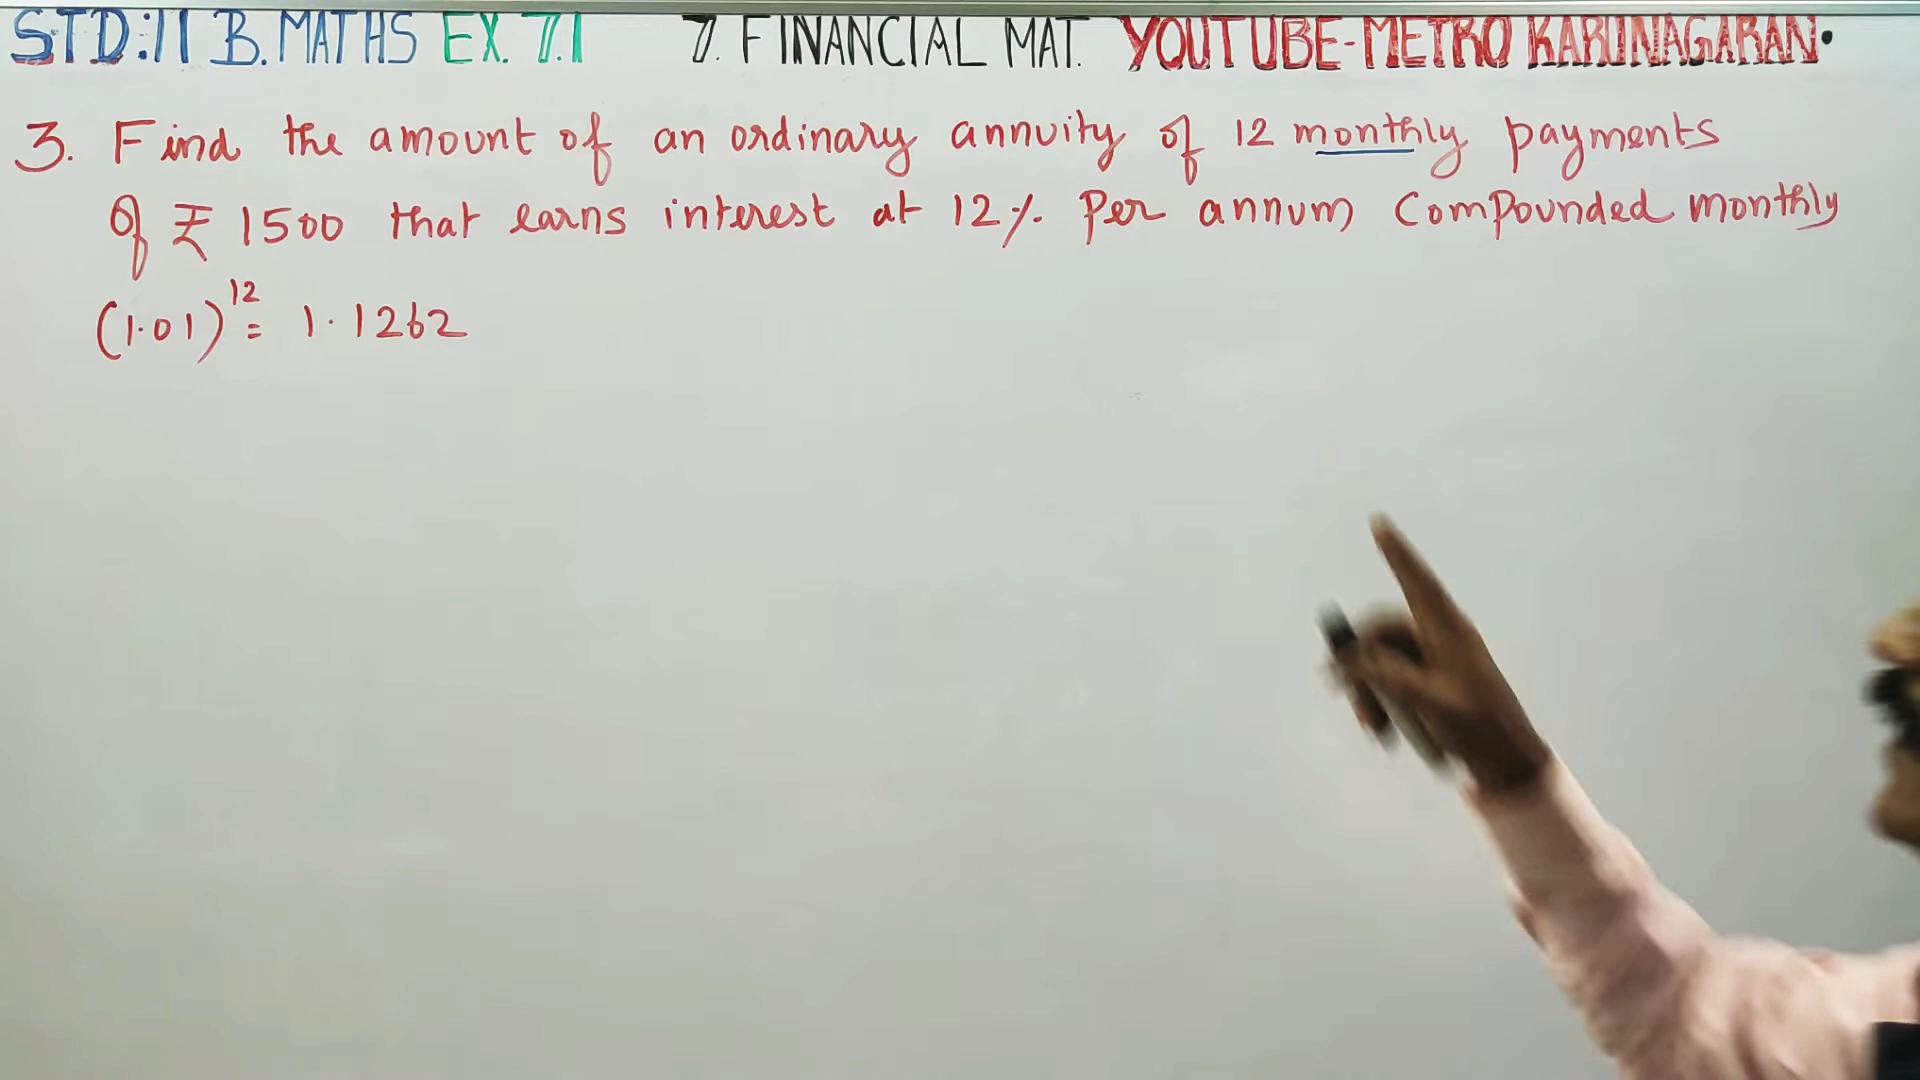 STD:11 B.MATHS EX. 7.1 7. FINANCIAL MAT. YOUTUBE-METRO KARUNAGARAN.
3. Find the amount of an ordinary annuity of 12 monthly payments
of ₹ 1500 that earns interest at 12%. Per annum compounded monthly
(1.01)¹² = 1.1262